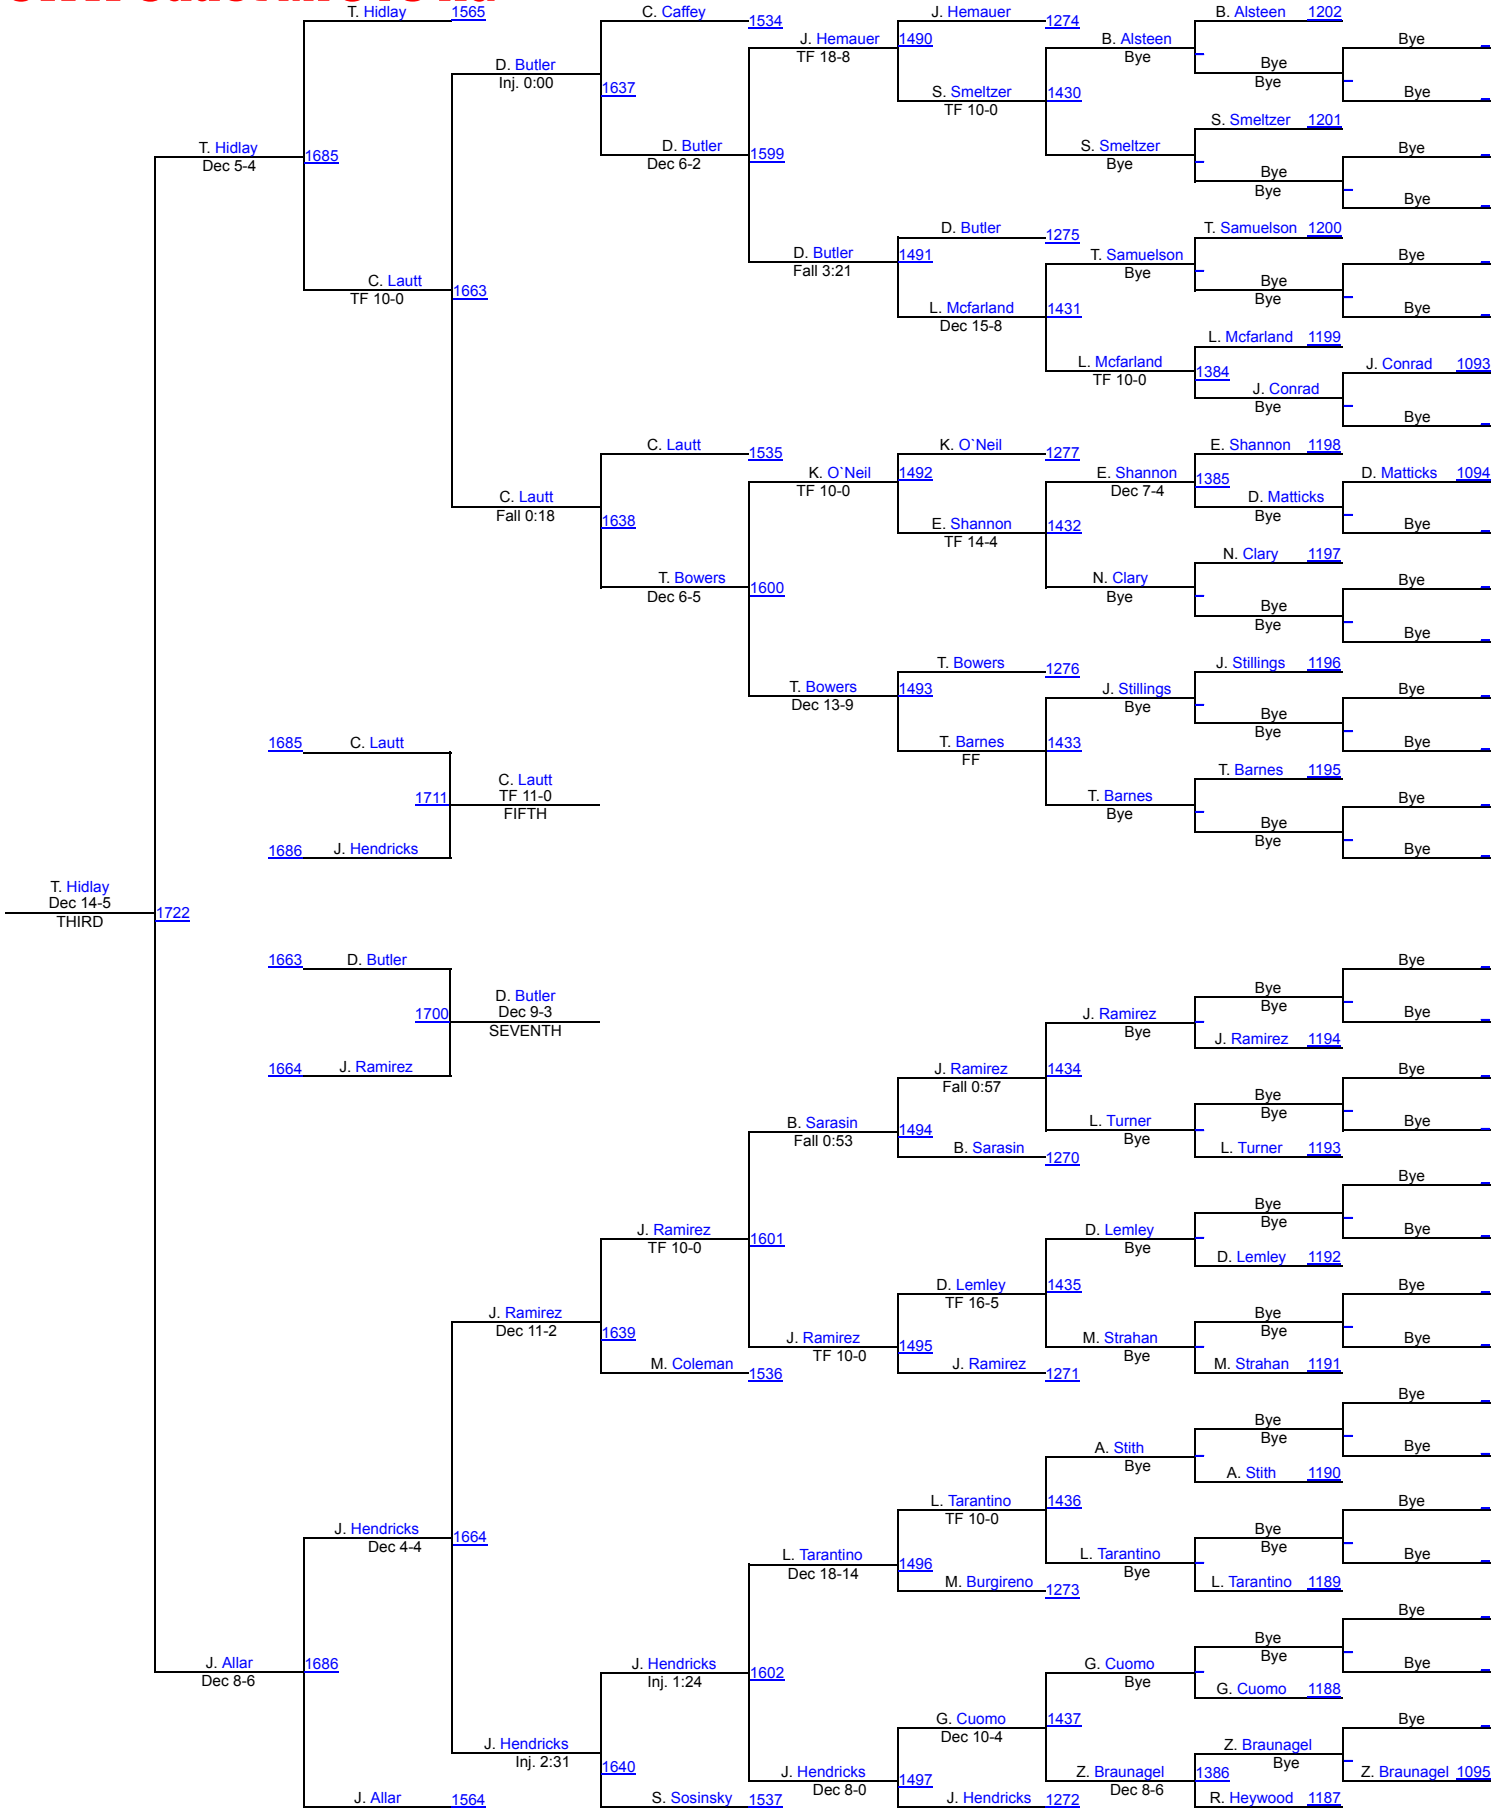 T. Hidlay 1565
C. Caffey 1534
J. Hemauer 1274
B. Alsteen 1202
J. Hemauer 1490
TF 18-8
B. Alsteen
Bye
Bye
Bye
Bye
D. Butler
Inj. 0:00
1637
S. Smeltzer 1430
TF 10-0
Bye
S. Smeltzer 1201
T. Hidlay 1685
Dec 5-4
D. Butler 1599
Dec 6-2
S. Smeltzer
Bye
Bye
Bye
Bye
Bye
D. Butler 1275
T. Samuelson 1200
D. Butler 1491
Fall 3:21
T. Samuelson
Bye
Bye
Bye
Bye
C. Lautt 1663
TF 10-0
L. Mcfarland 1431
Dec 15-8
Bye
L. Mcfarland 1199
L. Mcfarland 1384
TF 10-0
J. Conrad 1093
J. Conrad
Bye
Bye
C. Lautt 1535
K. O`Neil 1277
E. Shannon 1198
K. O`Neil 1492
TF 10-0
E. Shannon 1385
Dec 7-4
D. Matticks 1094
C. Lautt
Fall 0:18
1638
D. Matticks
Bye
E. Shannon 1432
TF 14-4
Bye
N. Clary 1197
T. Bowers 1600
Dec 6-5
N. Clary
Bye
Bye
Bye
Bye
Bye
T. Bowers 1276
J. Stillings 1196
T. Bowers 1493
Dec 13-9
J. Stillings
Bye
Bye
Bye
Bye
1685 C. Lautt
T. Barnes 1433
FF
Bye
T. Barnes 1195
C. Lautt
1711 TF 11-0
FIFTH
T. Barnes
Bye
Bye
Bye
Bye
1686 J. Hendricks
Bye
T. Hidlay
Dec 14-5
THIRD
1722
1663 D. Butler
Bye
D. Butler
1700 Dec 9-3
SEVENTH
J. Ramirez
Bye
Bye
Bye
J. Ramirez 1194
1664 J. Ramirez
J. Ramirez 1434
Fall 0:57
Bye
Bye
Bye
B. Sarasin 1494
Fall 0:53
L. Turner
Bye
Bye
B. Sarasin 1270
L. Turner 1193
Bye
J. Ramirez 1601
TF 10-0
D. Lemley
Bye
Bye
Bye
Bye
D. Lemley 1192
D. Lemley 1435
TF 16-5
Bye
J. Ramirez
Dec 11-2
1639
Bye
Bye
J. Ramirez 1495
TF 10-0
M. Strahan
Bye
Bye
M. Coleman 1536
J. Ramirez 1271
M. Strahan 1191
Bye
A. Stith
Bye
Bye
Bye
Bye
A. Stith 1190
L. Tarantino 1436
TF 10-0
Bye
J. Hendricks 1664
Dec 4-4
Bye
Bye
L. Tarantino 1496
Dec 18-14
L. Tarantino
Bye
Bye
M. Burgireno 1273
L. Tarantino 1189
Bye
J. Allar 1686
Dec 8-6
J. Hendricks 1602
Inj. 1:24
G. Cuomo
Bye
Bye
Bye
Bye
G. Cuomo 1188
G. Cuomo 1437
Dec 10-4
Bye
J. Hendricks
Inj. 2:31
1640
Z. Braunagel
Bye
J. Hendricks 1497
Dec 8-0
Z. Braunagel 1386
Dec 8-6
Z. Braunagel 1095
J. Allar 1564
S. Sosinsky 1537
J. Hendricks 1272
R. Heywood 1187